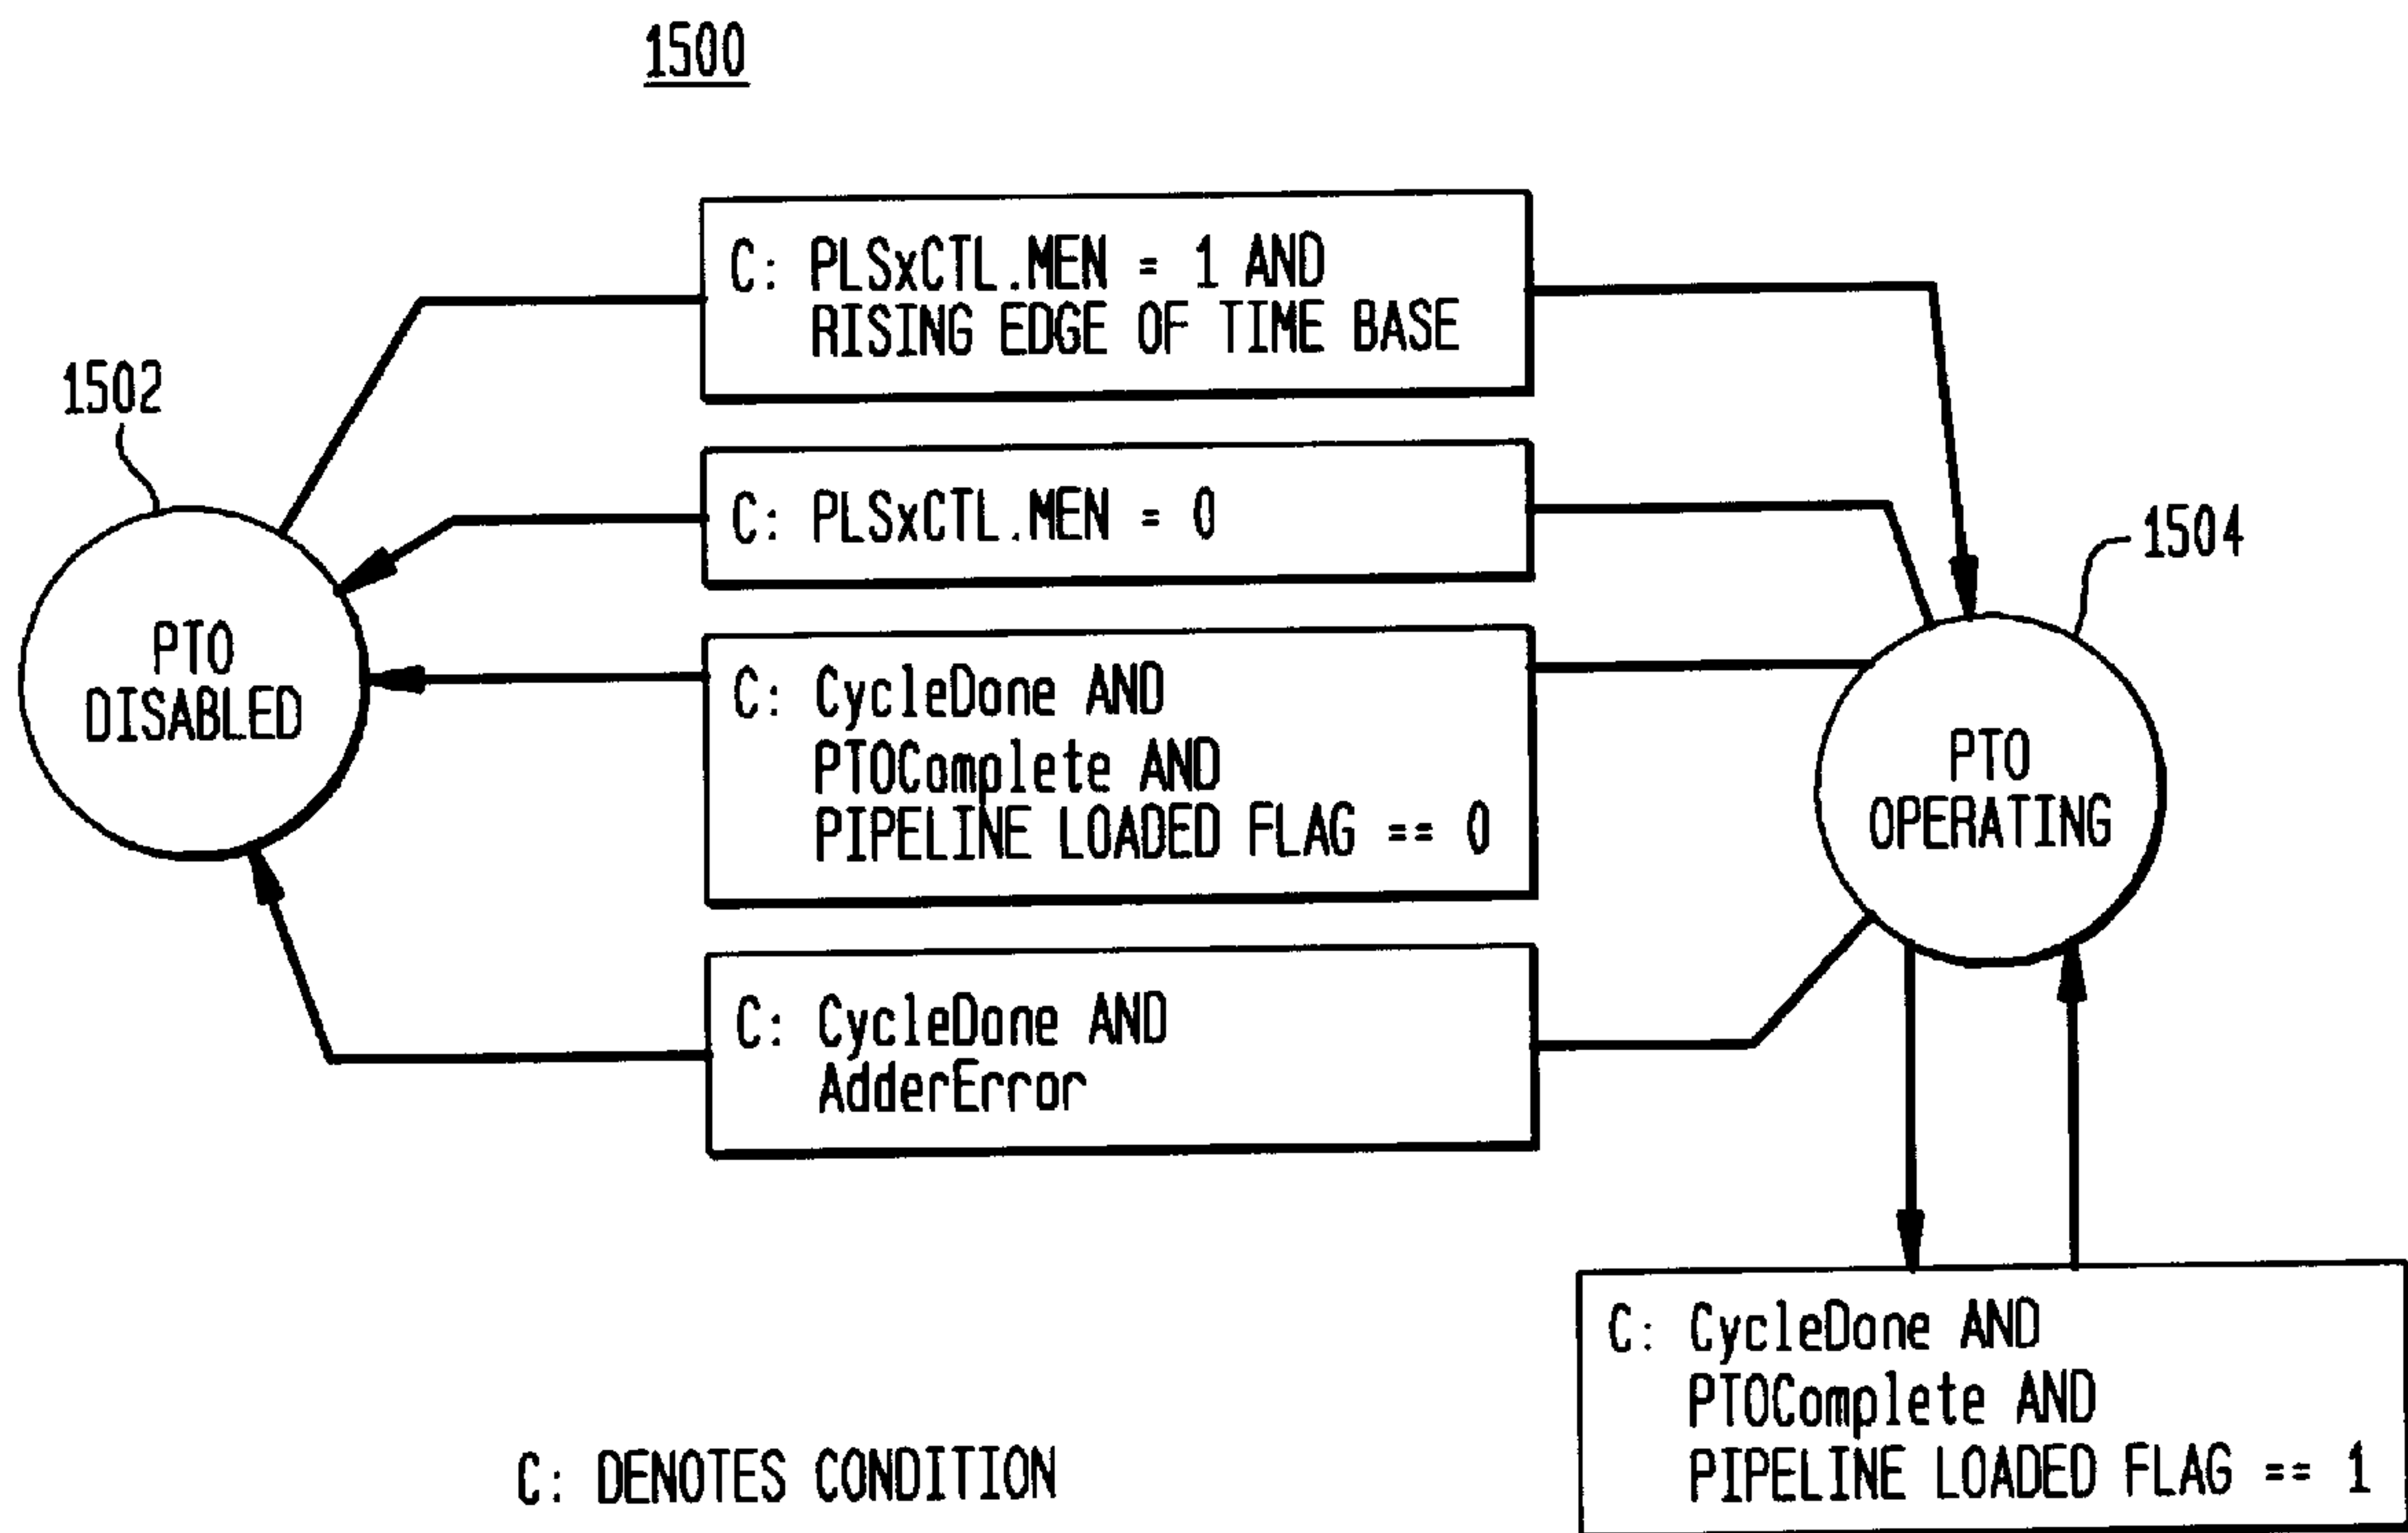 1500
C: PLSxCTL.MEN = 1 AND
RISING EDGE OF TIME BASE
1502
C: PLSxCTL.MEN = 0
1504
PTO
DISABLED
C: CycleDone AND
PTOComplete AND
PIPELINE LOADED FLAG == 0
PTO
OPERATING
C: CycleDone AND
AdderError
C: CycleDone AND
PTOComplete AND
PIPELINE LOADED FLAG == 1
C: DENOTES CONDITION